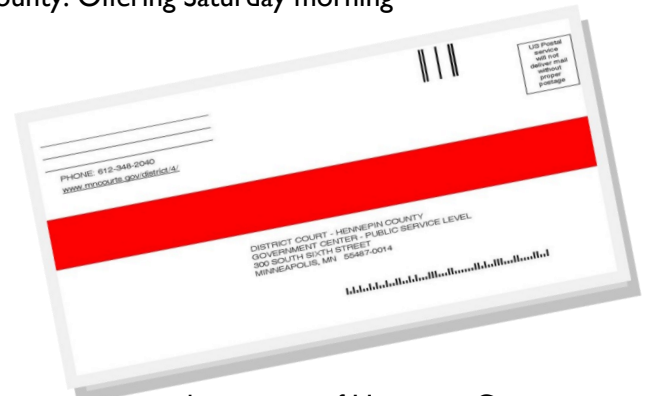 ounty. Offering Saturday morning
US Postal
service
will not
deliver mail
without
proper
postage
PHONE: 612-348-2040
www.mncourts.gov/district/4/
DISTRICT COURT - HENNEPIN COUNTY
GOVERNMENT CENTER - PUBLIC SERVICE LEVEL
300 SOUTH SIXTH STREET
MINNEAPOLIS, MN 55487-0014